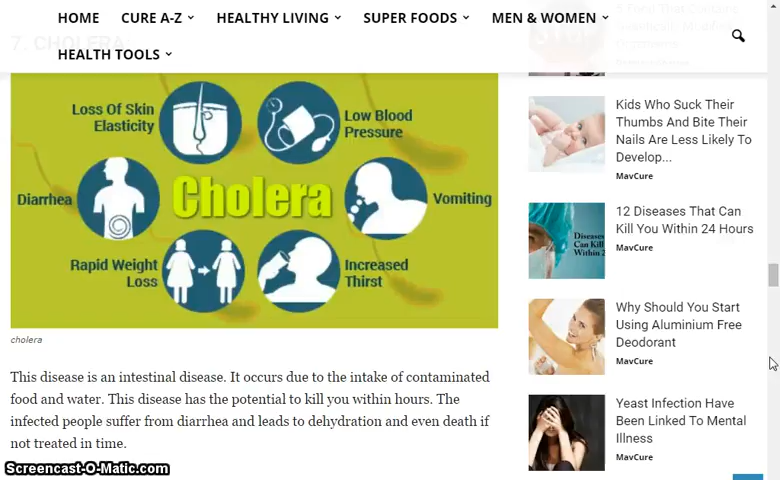 HOME CURE A-Z HEALTHY LIVING SUPER FOODS MEN & WOMEN
HEALTH TOOLS
7. CHOLERA:
Loss Of Skin
Elasticity
Low Blood
Pressure
Diarrhea
Cholera
Vomiting
Rapid Weight
Loss
Increased
Thirst
cholera
This disease is an intestinal disease. It occurs due to the intake of contaminated
food and water. This disease has the potential to kill you within hours. The
infected people suffer from diarrhea and leads to dehydration and even death if
not treated in time.
Kids Who Suck Their
Thumbs And Bite Their
Nails Are Less Likely To
Develop...
MavCure
12 Diseases That Can
Kill You Within 24 Hours
MavCure
Diseases
Can Kill
Within 2
Why Should You Start
Using Aluminium Free
Deodorant
MavCure
Yeast Infection Have
Been Linked To Mental
Illness
MavCure
Screencast-O-Matic.com